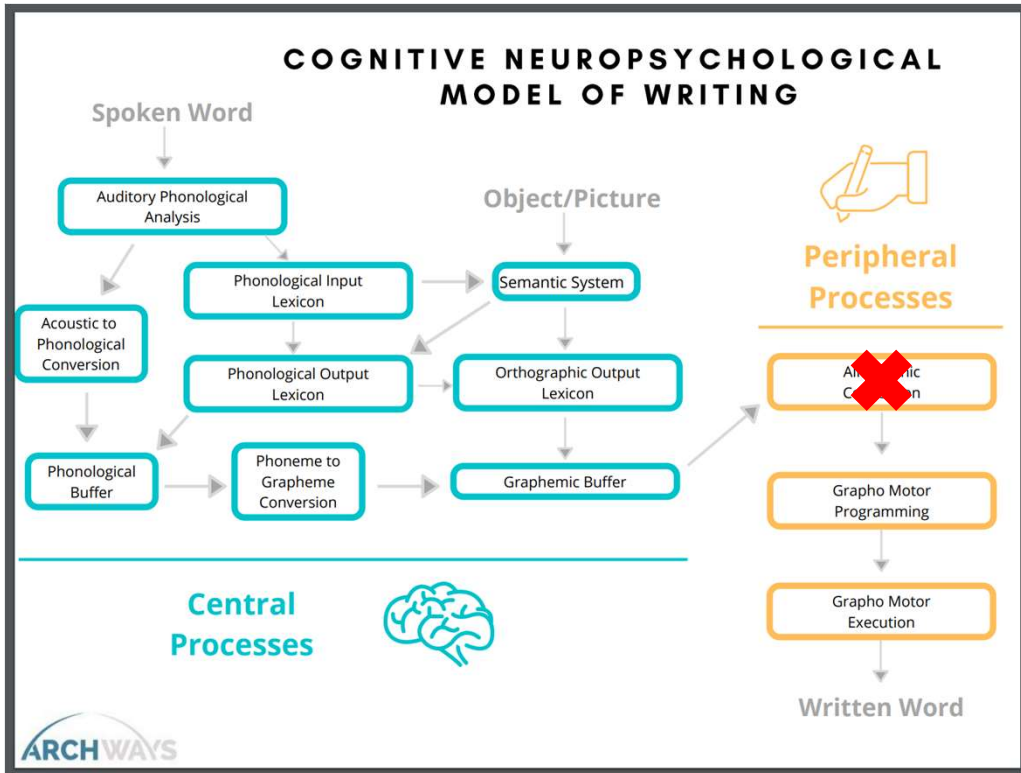 COGNITIVE NEUROPSYCHOLOGICAL
MODEL OF WRITING
Spoken Word
Auditory Phonological
Analysis
Object/Picture
Phonological Input
Lexicon
Semantic System
Acoustic to
Phonological
Conversion
Phonological Output
Lexicon
Orthographic Output
Lexicon
Phonological
Buffer
Phoneme to
Grapheme
Conversion
Graphemic Buffer
Central
Processes
Peripheral
Processes
Grapho Motor
Programming
Grapho Motor
Execution
Written Word
ARCHWAYS